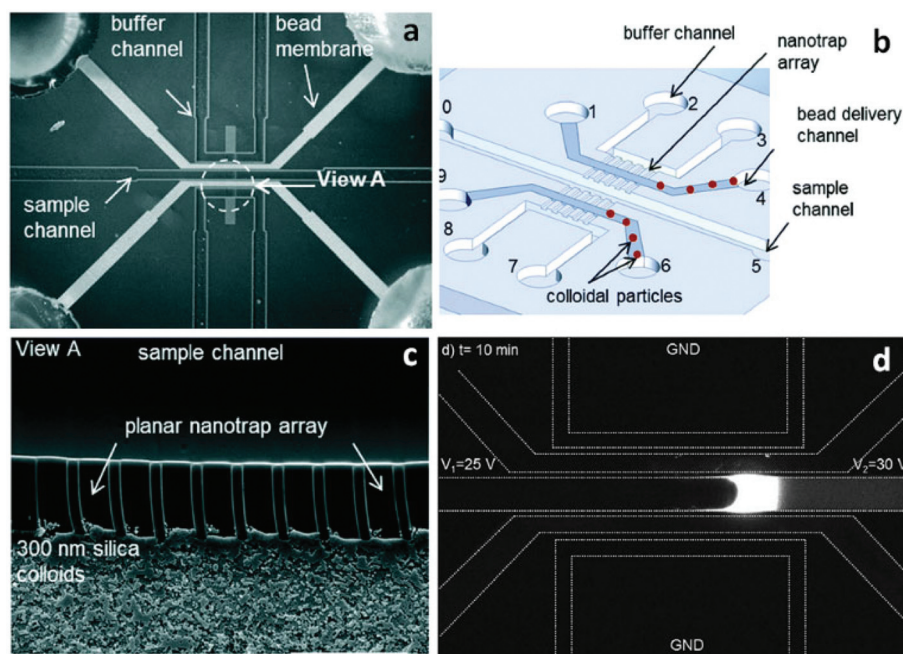 buffer
channel
bead
membrane
a
View A
sample
channel
buffer channel
b
nanotrap
array
bead delivery
channel
sample
channel
colloidal particles
0
1
2
3
4
5
6
7
8
9
View A
sample channel
c
planar nanotrap array
300 nm silica
colloids
d) t= 10 min
GND
d
V₁=25 V
V₂=30 V
GND